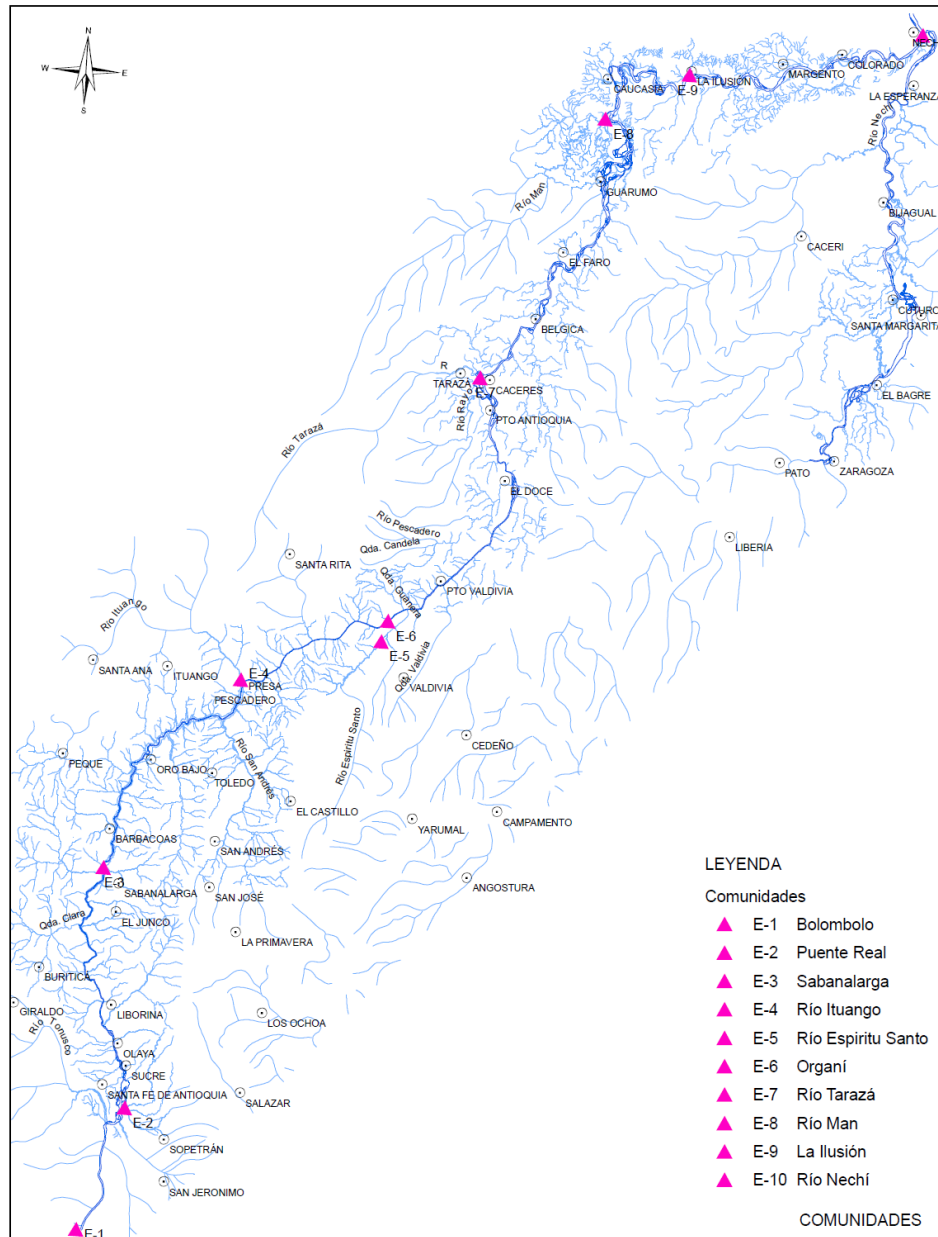 N
W
E
S
NECH
COLORADO
MARGENTO
LA ILUSIÓN
E-9
CAUCASIA
LA ESPERANZA
Río Nechí
E-8
GUARUMO
Río Man
BIJAGUAL
CACERI
EL FARO
CUTURO
SANTA MARGARITA
BELGICA
R
TARAZÁ
CACERES
E-7
EL BAGRE
Río Rayo
PTO ANTIOQUIA
Río Tarazá
PATO
ZARAGOZA
EL DOCE
Río Pescadero
LIBERIA
Qda. Candela
SANTA RITA
Qda. Guanera
PTO VALDIVIA
Río Ituango
E-6
E-5
SANTA ANA
ITUANGO
E-4
PRESA
PESCADERO
Qda. Valdivia
VALDIVIA
Río Espiritu Santo
CEDEÑO
Río San Andrés
PEQUE
ORO BAJO
TOLEDO
EL CASTILLO
YARUMAL
CAMPAMENTO
BARBACOAS
SAN ANDRÉS
E-3
SABANALARGA
SAN JOSÉ
ANGOSTURA
Qda. Clara
EL JUNCO
LA PRIMAVERA
BURITICA
GIRALDO
LIBORINA
LOS OCHOA
Río Tonusco
OLAYA
SUCRE
SANTA FÉ DE ANTIOQUIA
SALAZAR
E-2
SOPETRÁN
SAN JERONIMO
E-1
LEYENDA
Comunidades
E-1 Bolombolo
E-2 Puente Real
E-3 Sabanalarga
E-4 Río Ituango
E-5 Río Espiritu Santo
E-6 Organí
E-7 Río Tarazá
E-8 Río Man
E-9 La Ilusión
E-10 Río Nechí
COMUNIDADES